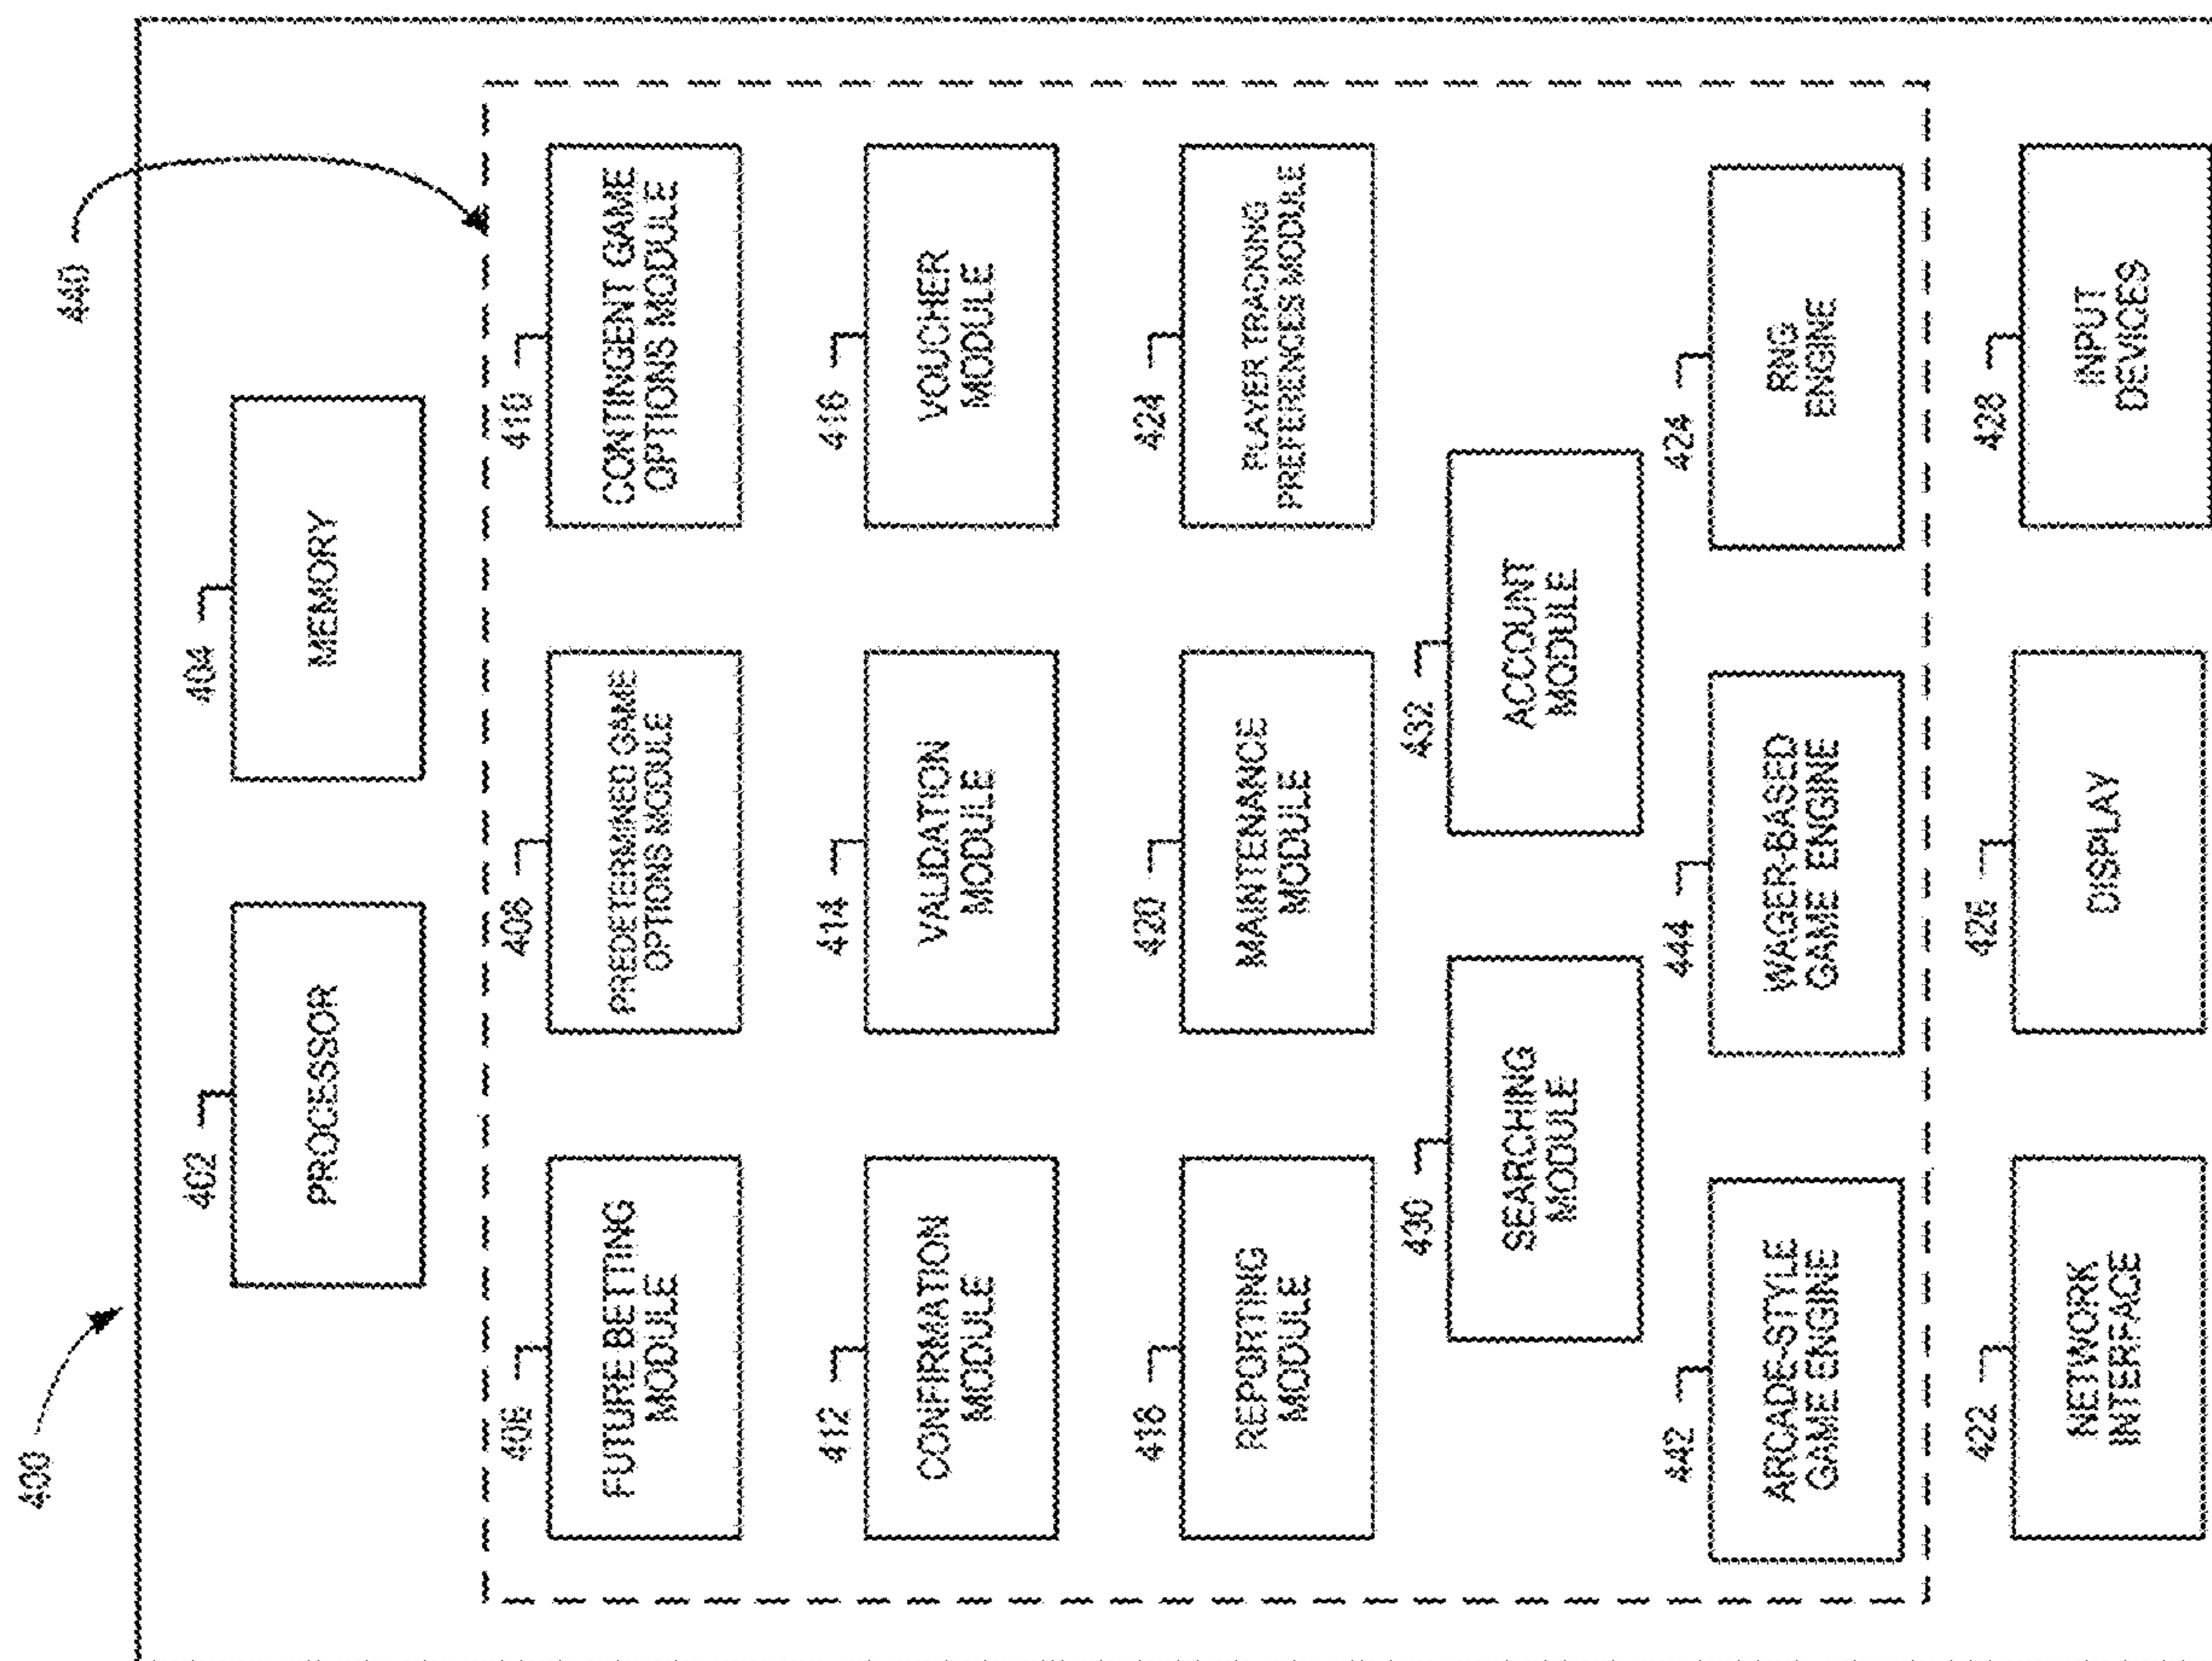 400
440
402
PROCESSOR
404
MEMORY
406
FUTURE BETTING
MODULE
408
PREDETERMINED GAME
OPTIONS MODULE
410
CONTINGENT GAME
OPTIONS MODULE
412
CONFIRMATION
MODULE
414
VALIDATION
MODULE
416
VOUCHER
MODULE
418
REPORTING
MODULE
420
MAINTENANCE
MODULE
424
PLAYER TRACKING
PREFERENCES MODULE
430
SEARCHING
MODULE
432
ACCOUNT
MODULE
442
ARCADE-STYLE
GAME ENGINE
444
WAGER-BASED
GAME ENGINE
424
RNG
ENGINE
422
NETWORK
INTERFACE
426
DISPLAY
428
INPUT
DEVICES